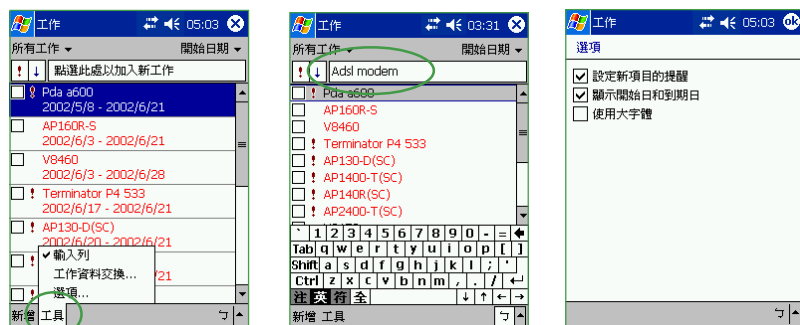 工作 05:03
所有工作 開始日期
! ↓ 點選此處以加入新工作
! Pda a600
2002/5/8 - 2002/6/21
AP160R-S
2002/6/3 - 2002/6/21
V8460
2002/6/3 - 2002/6/28
! Terminator P4 533
2002/6/17 - 2002/6/21
! AP130-D(SC)
2002/6/20 - 2002/6/21
✓輸入列
工作資料交換...
/21
選項...
新增 工具 ㄅ
工作 03:31
所有工作 開始日期
! ↓ Adsl modem
! Pda a600
AP160R-S
V8460
! Terminator P4 533
! AP130-D(SC)
! AP1400-T(SC)
! AP140R(SC)
! AP2400-T(SC)
` 1 2 3 4 5 6 7 8 9 0 - =
Tab q w e r t y u i o p [ ]
Shift a s d f g h j k l ; '
Ctrl z x c v b n m , . /
注 英 符 全 ↓ ↑ ← →
新增 工具 ㄅ
工作 05:03 ok
選項
設定新項目的提醒
顯示開始日和到期日
使用大字體
ㄅ